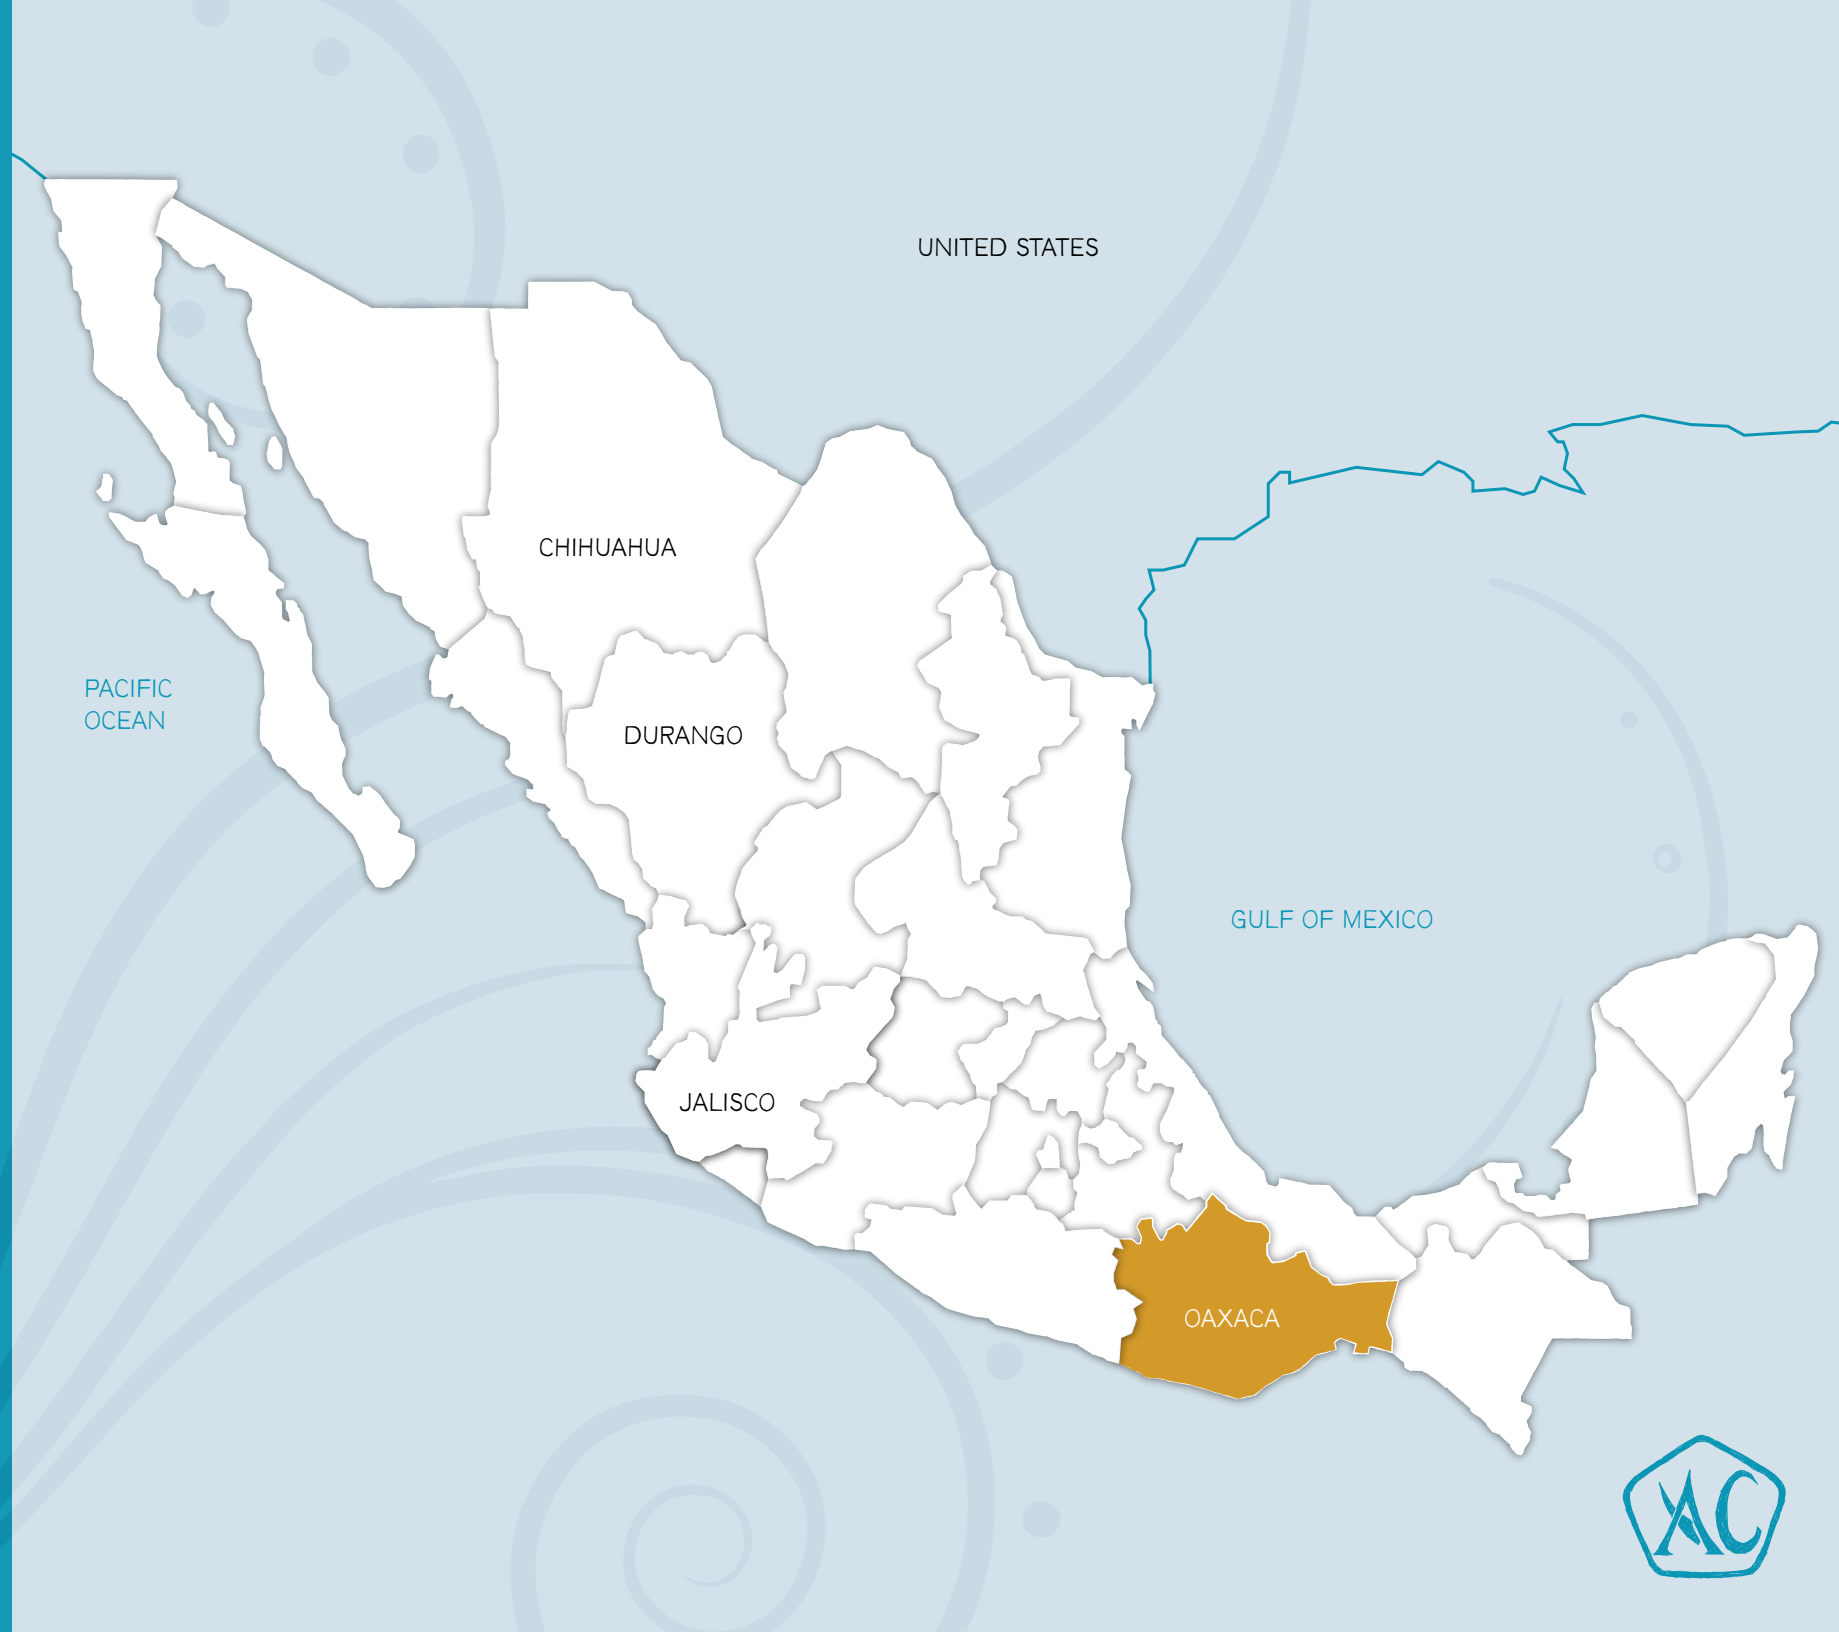 UNITED STATES
CHIHUAHUA
PACIFIC
OCEAN
DURANGO
GULF OF MEXICO
JALISCO
OAXACA
AC